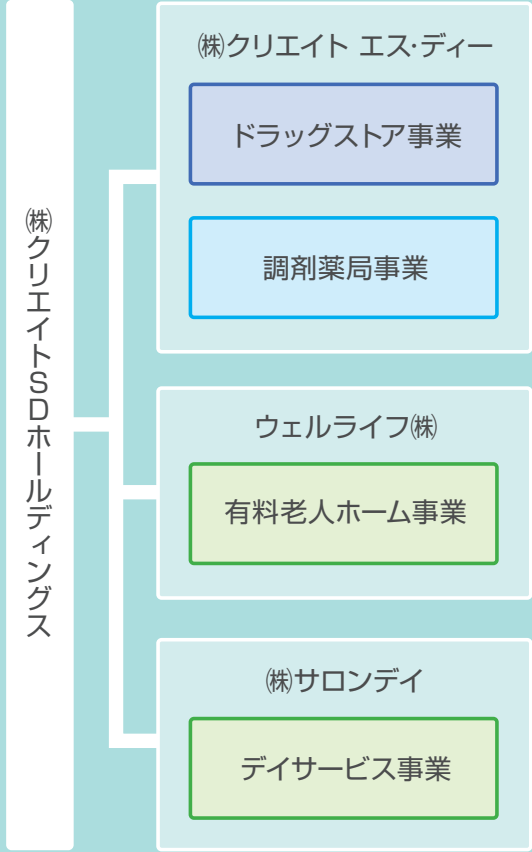 ㈱クリエイトSDホールディングス
㈱クリエイト エス・ディー
ドラッグストア事業
調剤薬局事業
ウェルライフ㈱
有料老人ホーム事業
㈱サロンデイ
デイサービス事業